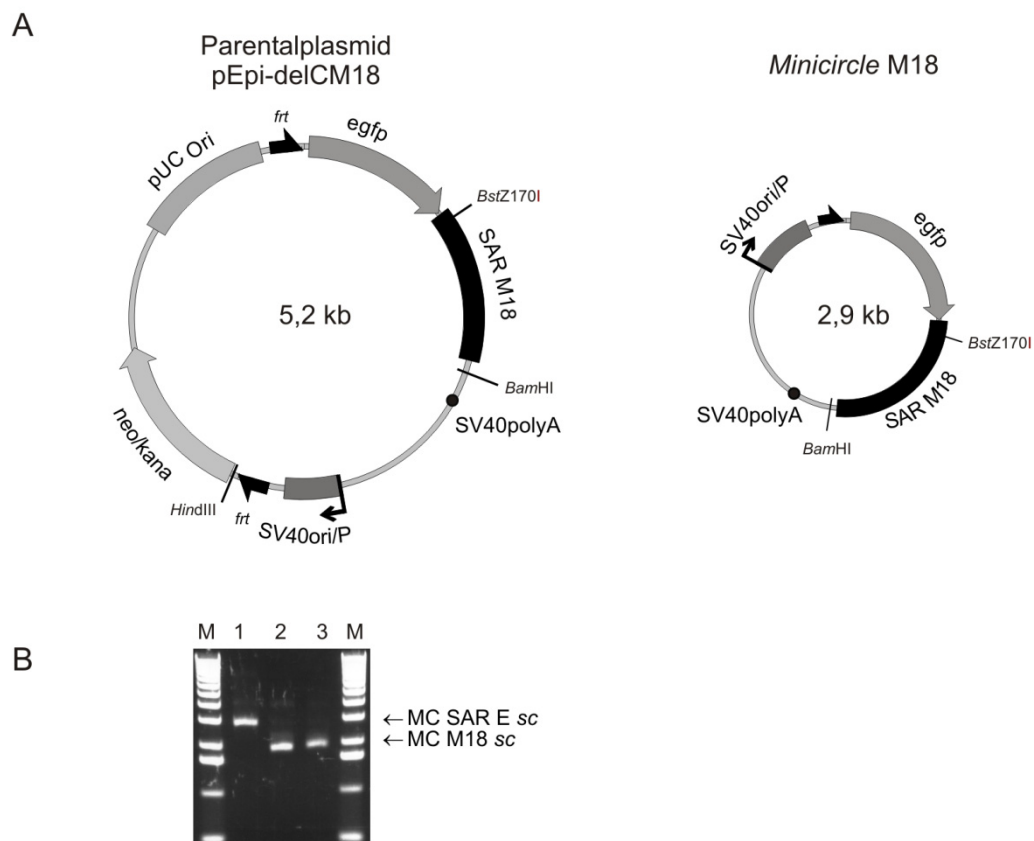 A
Parentalplasmid
pEpi-delCM18
Minicircle M18
frt
egfp
pUC Ori
BstZ170I
SAR M18
5,2 kb
BamHI
SV40polyA
neo/kana
HindIII
frt
SV40ori/P
SV40ori/P
egfp
2,9 kb
BstZ170I
SAR M18
SV40polyA
BamHI
B
M 1 2 3 M
←MC SAR E sc
←MC M18 sc